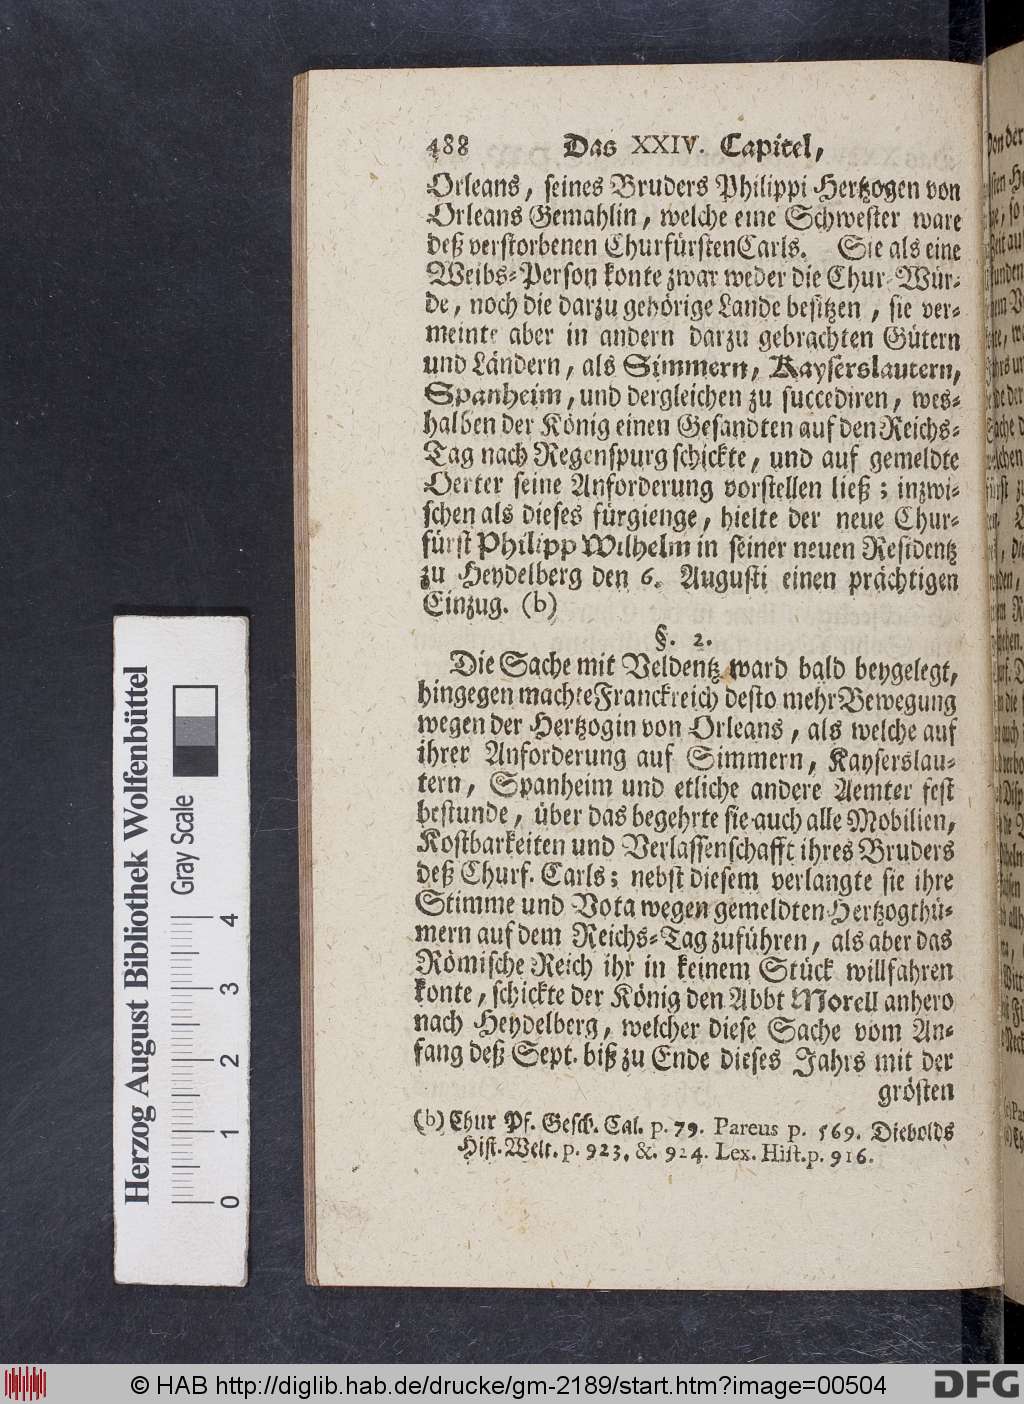 488 Das XXIV. Capitel,
Orleans, seines Bruders Philippi Hertzogen von
Orleans Gemahlin, welche eine Schwester ware
deß verstorbenen Churfürsten Carls. Sie als eine
Weibs-Person konte zwar weder die Chur-Wür-
de, noch die darzu gehörige Lande besitzen, sie ver-
meinte aber in andern darzu gebrachten Gütern
und Ländern, als Simmern, Kayserslautern,
Spanheim, und dergleichen zu succediren, wes-
halben der König einen Gesandten auf den Reichs-
Tag nach Regenspurg schickte, und auf gemeldte
Oerter seine Anforderung vorstellen ließ; inzwi-
schen als dieses fürgienge, hielte der neue Chur-
fürst Philipp Wilhelm in seiner neuen Residentz
zu Heydelberg den 6. Augusti einen prächtigen
Einzug. (b)
§. 2.
Die Sache mit Veldentz ward bald beygelegt,
hingegen machte Franckreich desto mehr Bewegung
wegen der Hertzogin von Orleans, als welche auf
ihrer Anforderung auf Simmern, Kayserslau-
tern, Spanheim und etliche andere Aemter fest
bestunde, über das begehrte sie auch alle Mobilien,
Kostbarkeiten und Verlassenschafft ihres Bruders
deß Churf. Carls; nebst diesem verlangte sie ihre
Stimme und Vota wegen gemeldten Hertzogthü-
mern auf dem Reichs-Tag zuführen, als aber das
Römische Reich ihr in keinem Stück willfahren
konte, schickte der König den Abbt Morell anhero
nach Heydelberg, welcher diese Sache vom An-
fang deß Sept. biß zu Ende dieses Jahrs mit der
grösten
(b) Chur Pf. Gesch. Cal. p. 79. Pareus p. 569. Diebolds
Hist. Welt. p. 923. &. 924. Lex. Hist. p. 916.
Herzog August Bibliothek Wolfenbüttel
Gray Scale
0 1 2 3 4
© HAB http://diglib.hab.de/drucke/gm-2189/start.htm?image=00504
DFG